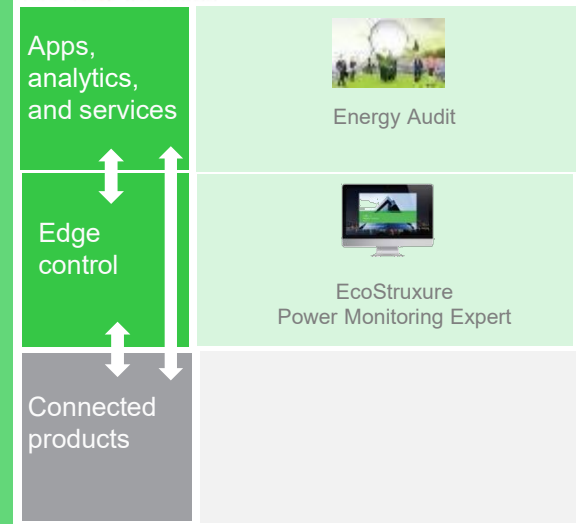 Apps,
analytics,
and services
Energy Audit
Edge
control
EcoStruxure
Power Monitoring Expert
Connected
products